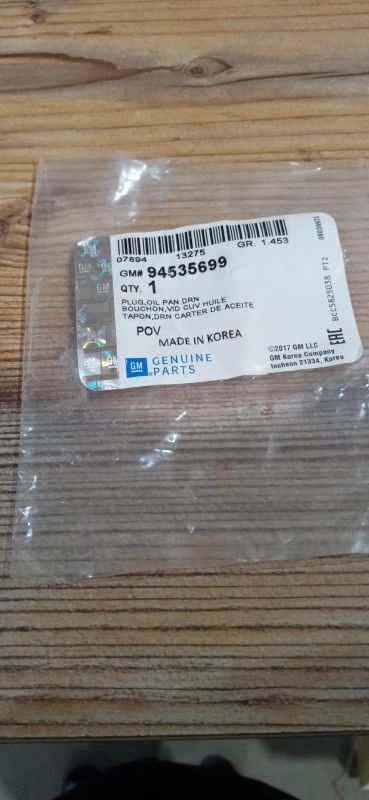 07894 13275 GR. 1.453
GM# 94535699
QTY. 1
PLUG,OIL PAN DRN
BOUCHON,VID CUV HUILE
TAPON,DRN CARTER DE ACEITE
POV
MADE IN KOREA
GM GENUINE
PARTS
©2017 GM LLC
GM Korea Company
Incheon 21334, Korea
EAC
BCC5825038 PTZ